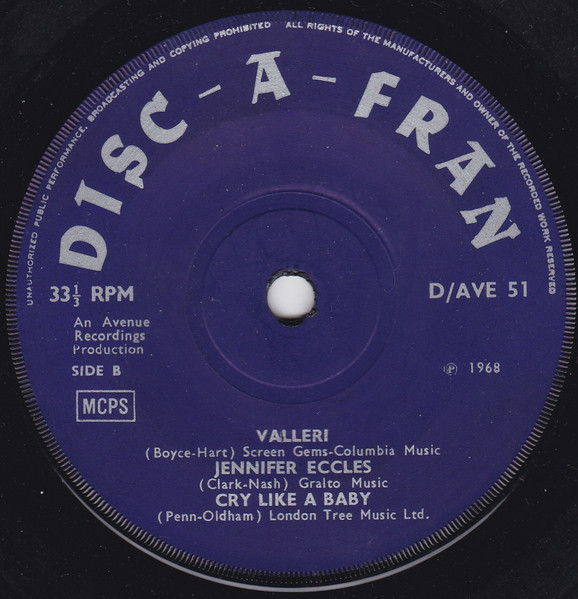 UNAUTHORIZED PUBLIC PERFORMANCE, BROADCASTING AND COPYING PROHIBITED ALL RIGHTS OF THE MANUFACTURERS AND OWNER OF THE RECORDED WORK RESERVED
DISC-A-FRAN
33⅓ RPM
D/AVE 51
An Avenue
Recordings
Production
SIDE B
℗ 1968
MCPS
VALLERI
(Boyce-Hart) Screen Gems-Columbia Music
JENNIFER ECCLES
(Clark-Nash) Gralto Music
CRY LIKE A BABY
(Penn-Oldham) London Tree Music Ltd.